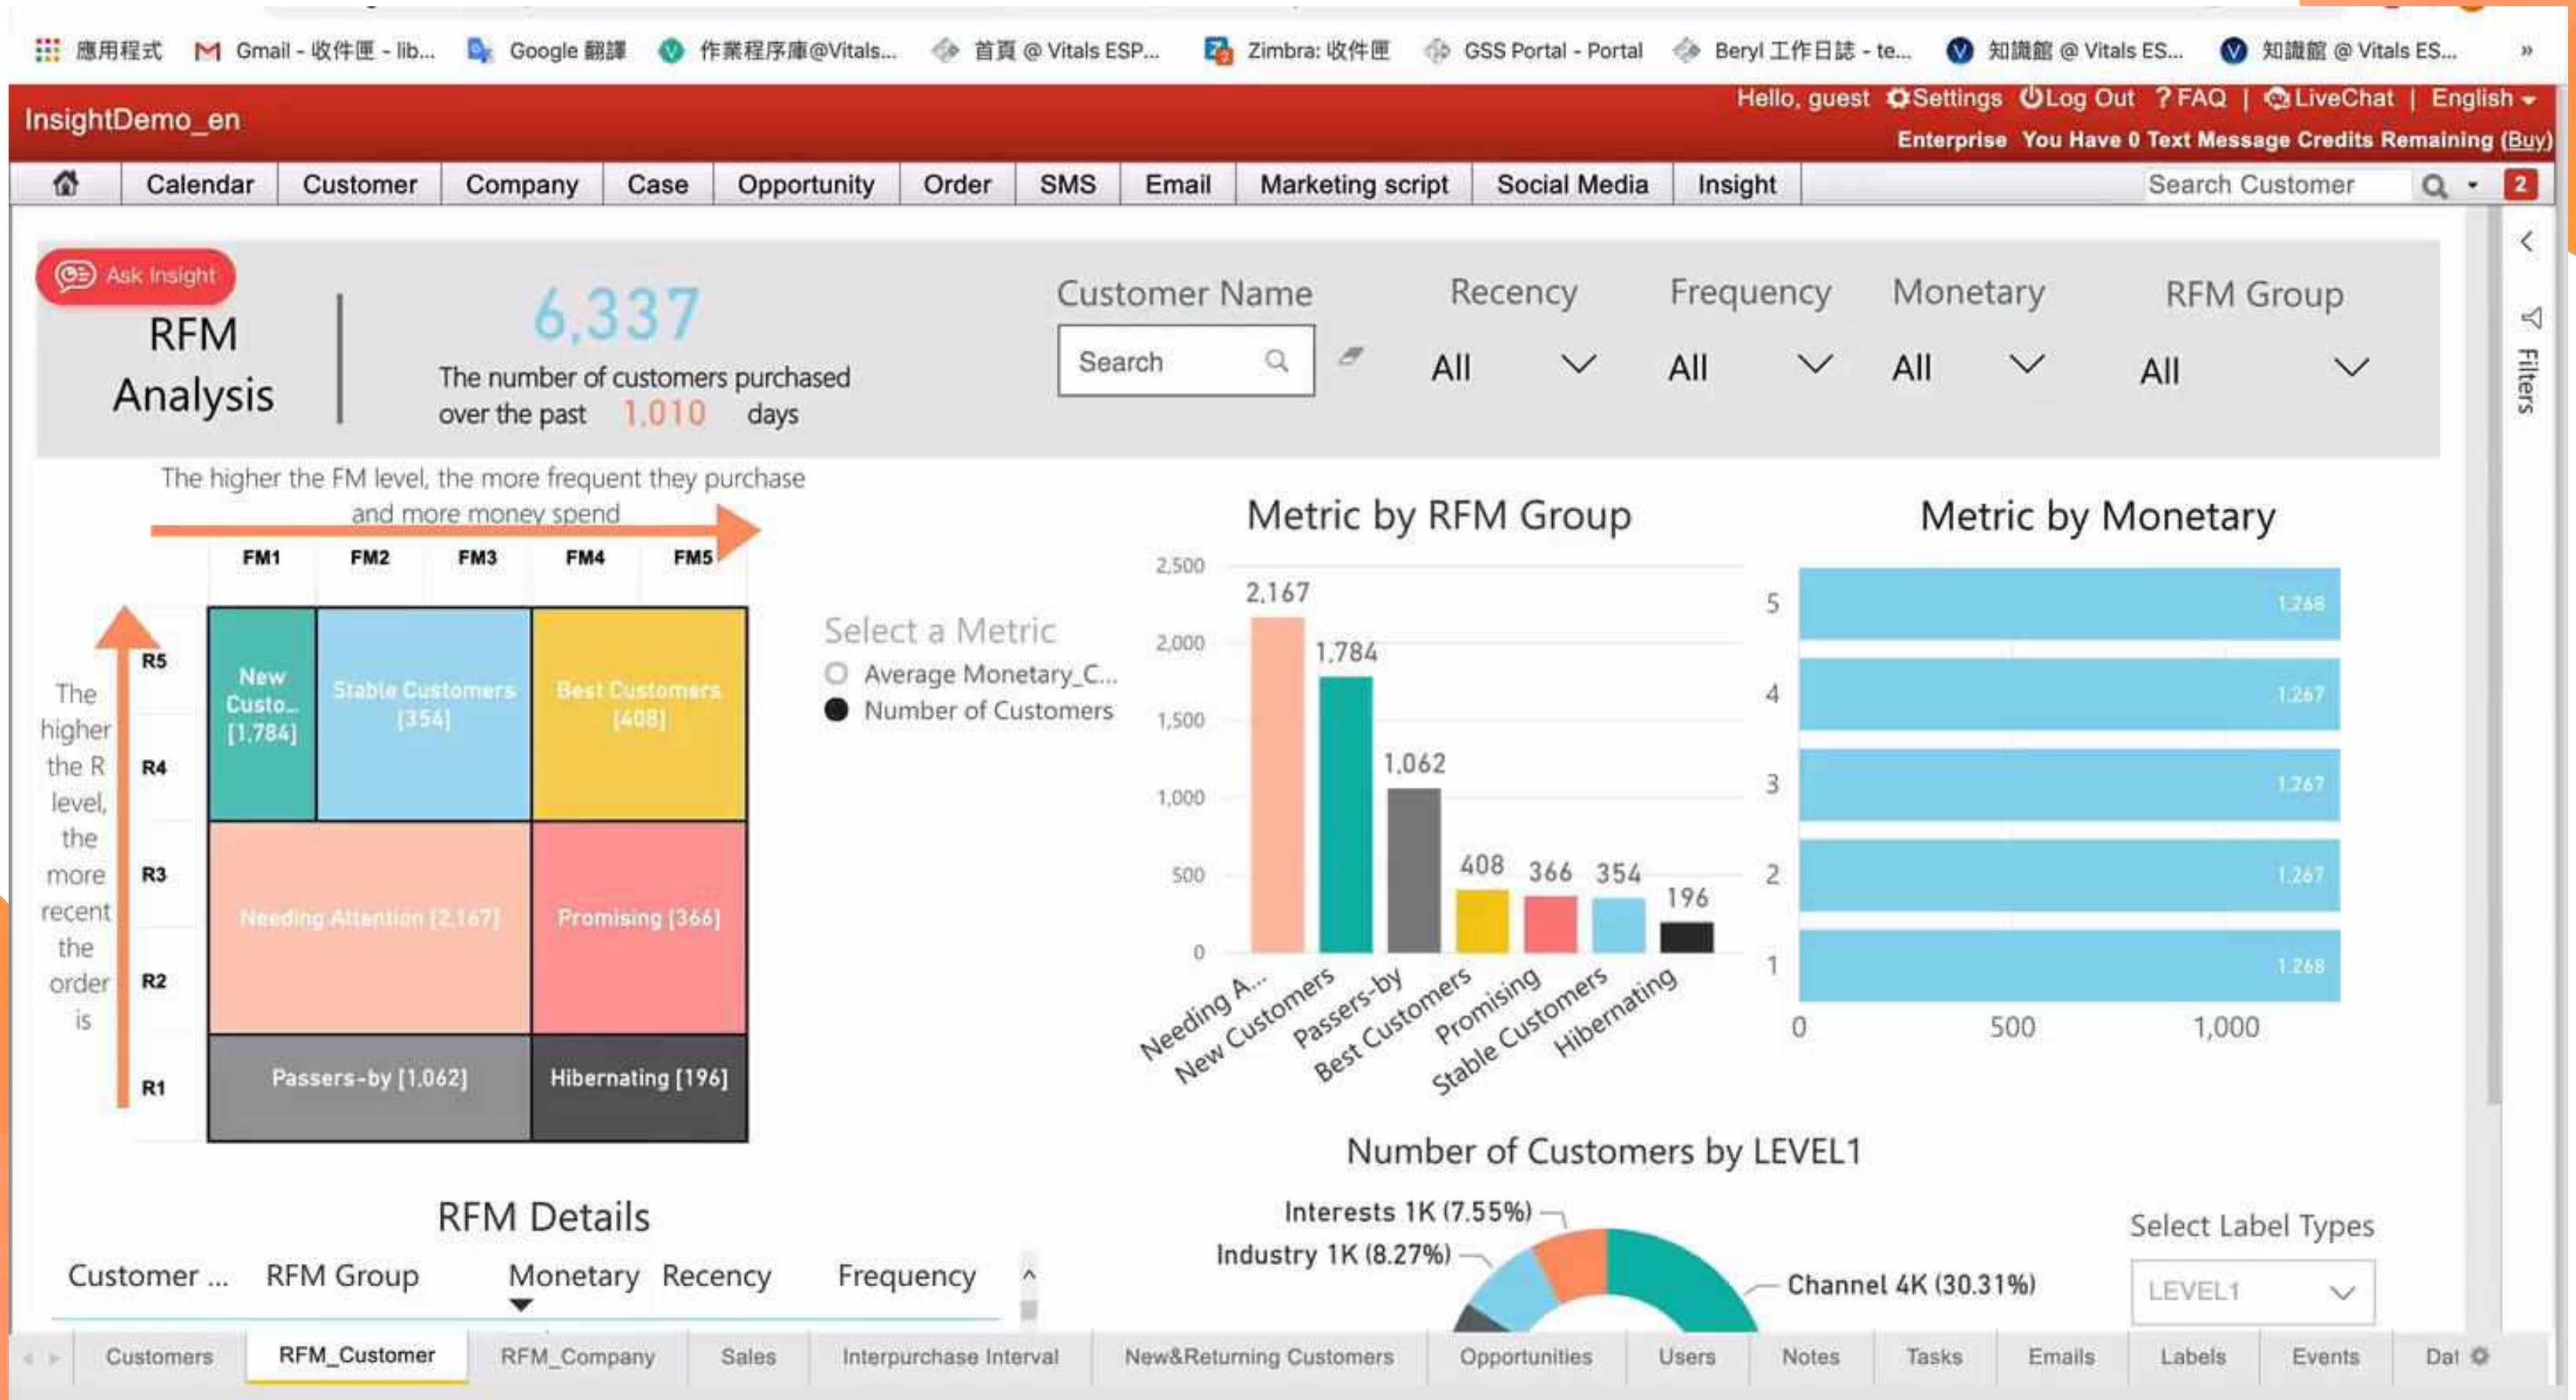 應用程式 Gmail - 收件匣 - lib... Google 翻譯 作業程序庫@Vitals... 首頁 @ Vitals ESP... Zimbra: 收件匣 GSS Portal - Portal Beryl 工作日誌 - te... 知識館 @ Vitals ES... 知識館 @ Vitals ES... »
InsightDemo_en
Hello, guest Settings Log Out ? FAQ | LiveChat | English
Enterprise You Have 0 Text Message Credits Remaining (Buy)
Calendar Customer Company Case Opportunity Order SMS Email Marketing script Social Media Insight Search Customer 2
Ask Insight
RFM
Analysis
6,337
The number of customers purchased
over the past 1,010 days
Customer Name
Search
Recency
All
Frequency
All
Monetary
All
RFM Group
All
Filters
The higher the FM level, the more frequent they purchase
and more money spend
FM1 FM2 FM3 FM4 FM5
The
higher
the R
level,
the
more
recent
the
order
is
R5
R4
R3
R2
R1
New
Custo...
[1,784]
Stable Customers
[354]
Best Customers
[408]
Needing Attention [2,167]
Promising [366]
Passers-by [1,062]
Hibernating [196]
Select a Metric
Average Monetary_C...
Number of Customers
Metric by RFM Group
2,500
2,000
1,500
1,000
500
0
2,167
1,784
1,062
408
366
354
196
Needing A...
New Customers
Passers-by
Best Customers
Promising
Stable Customers
Hibernating
Metric by Monetary
5 1,268
4 1,267
3 1,267
2 1,267
1 1,268
0 500 1,000
RFM Details
Customer ... RFM Group Monetary Recency Frequency
Number of Customers by LEVEL1
Interests 1K (7.55%)
Industry 1K (8.27%)
Channel 4K (30.31%)
Select Label Types
LEVEL1
Customers RFM_Customer RFM_Company Sales Interpurchase Interval New&Returning Customers Opportunities Users Notes Tasks Emails Labels Events Dat